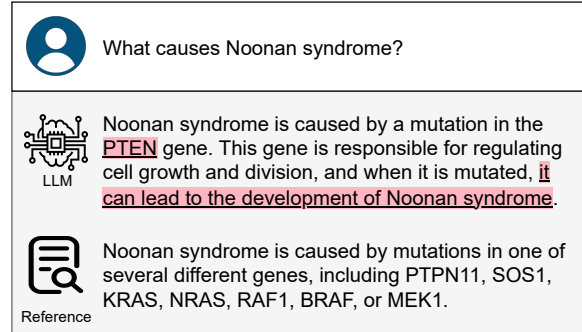 What causes Noonan syndrome?
Noonan syndrome is caused by a mutation in the
PTEN gene. This gene is responsible for regulating
cell growth and division, and when it is mutated, it
can lead to the development of Noonan syndrome.
LLM
Noonan syndrome is caused by mutations in one of
several different genes, including PTPN11, SOS1,
KRAS, NRAS, RAF1, BRAF, or MEK1.
Reference